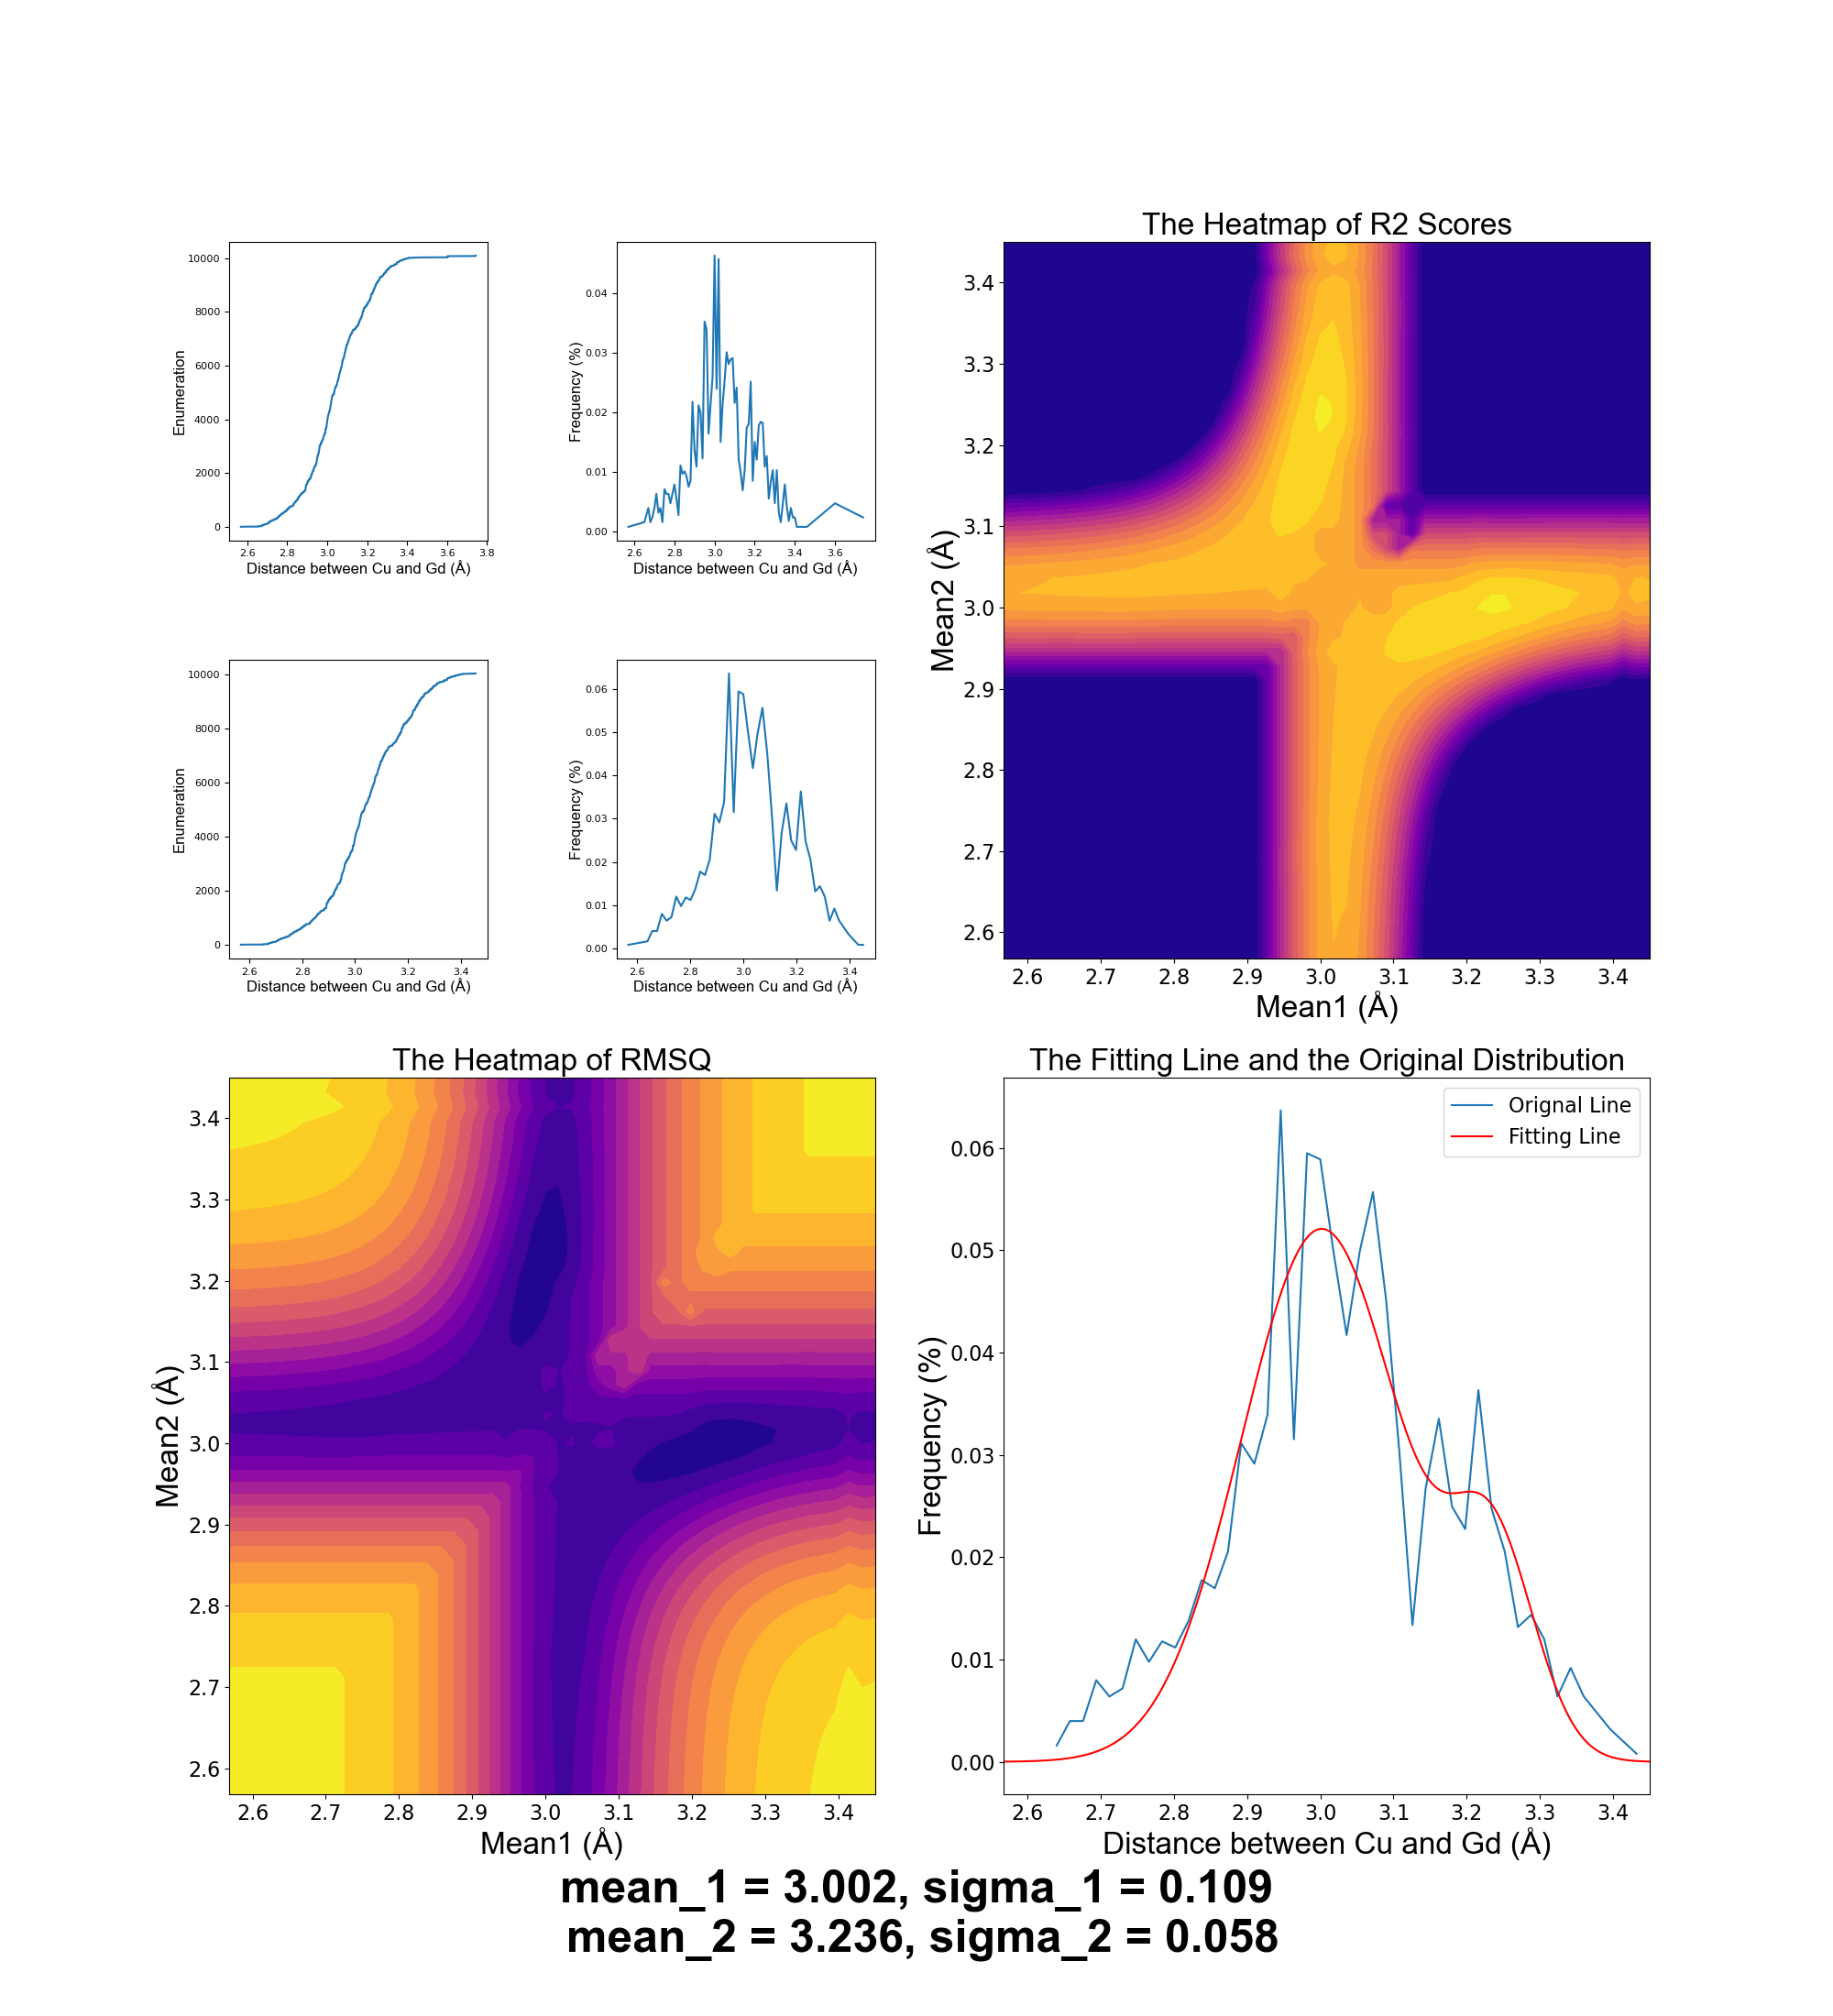 10000
8000
6000
4000
2000
0
Enumeration
2.6 2.8 3.0 3.2 3.4 3.6 3.8
Distance between Cu and Gd (Å)
0.04
0.03
0.02
0.01
0.00
Frequency (%)
2.6 2.8 3.0 3.2 3.4 3.6
Distance between Cu and Gd (Å)
10000
8000
6000
4000
2000
0
Enumeration
2.6 2.8 3.0 3.2 3.4
Distance between Cu and Gd (Å)
0.06
0.05
0.04
0.03
0.02
0.01
0.00
Frequency (%)
2.6 2.8 3.0 3.2 3.4
Distance between Cu and Gd (Å)
The Heatmap of R2 Scores
3.4
3.3
3.2
3.1
3.0
2.9
2.8
2.7
2.6
Mean2 (Å)
2.6 2.7 2.8 2.9 3.0 3.1 3.2 3.3 3.4
Mean1 (Å)
The Heatmap of RMSQ
3.4
3.3
3.2
3.1
3.0
2.9
2.8
2.7
2.6
Mean2 (Å)
2.6 2.7 2.8 2.9 3.0 3.1 3.2 3.3 3.4
Mean1 (Å)
The Fitting Line and the Original Distribution
Orignal Line
Fitting Line
0.06
0.05
0.04
0.03
0.02
0.01
0.00
Frequency (%)
2.6 2.7 2.8 2.9 3.0 3.1 3.2 3.3 3.4
Distance between Cu and Gd (Å)
mean_1 = 3.002, sigma_1 = 0.109
mean_2 = 3.236, sigma_2 = 0.058